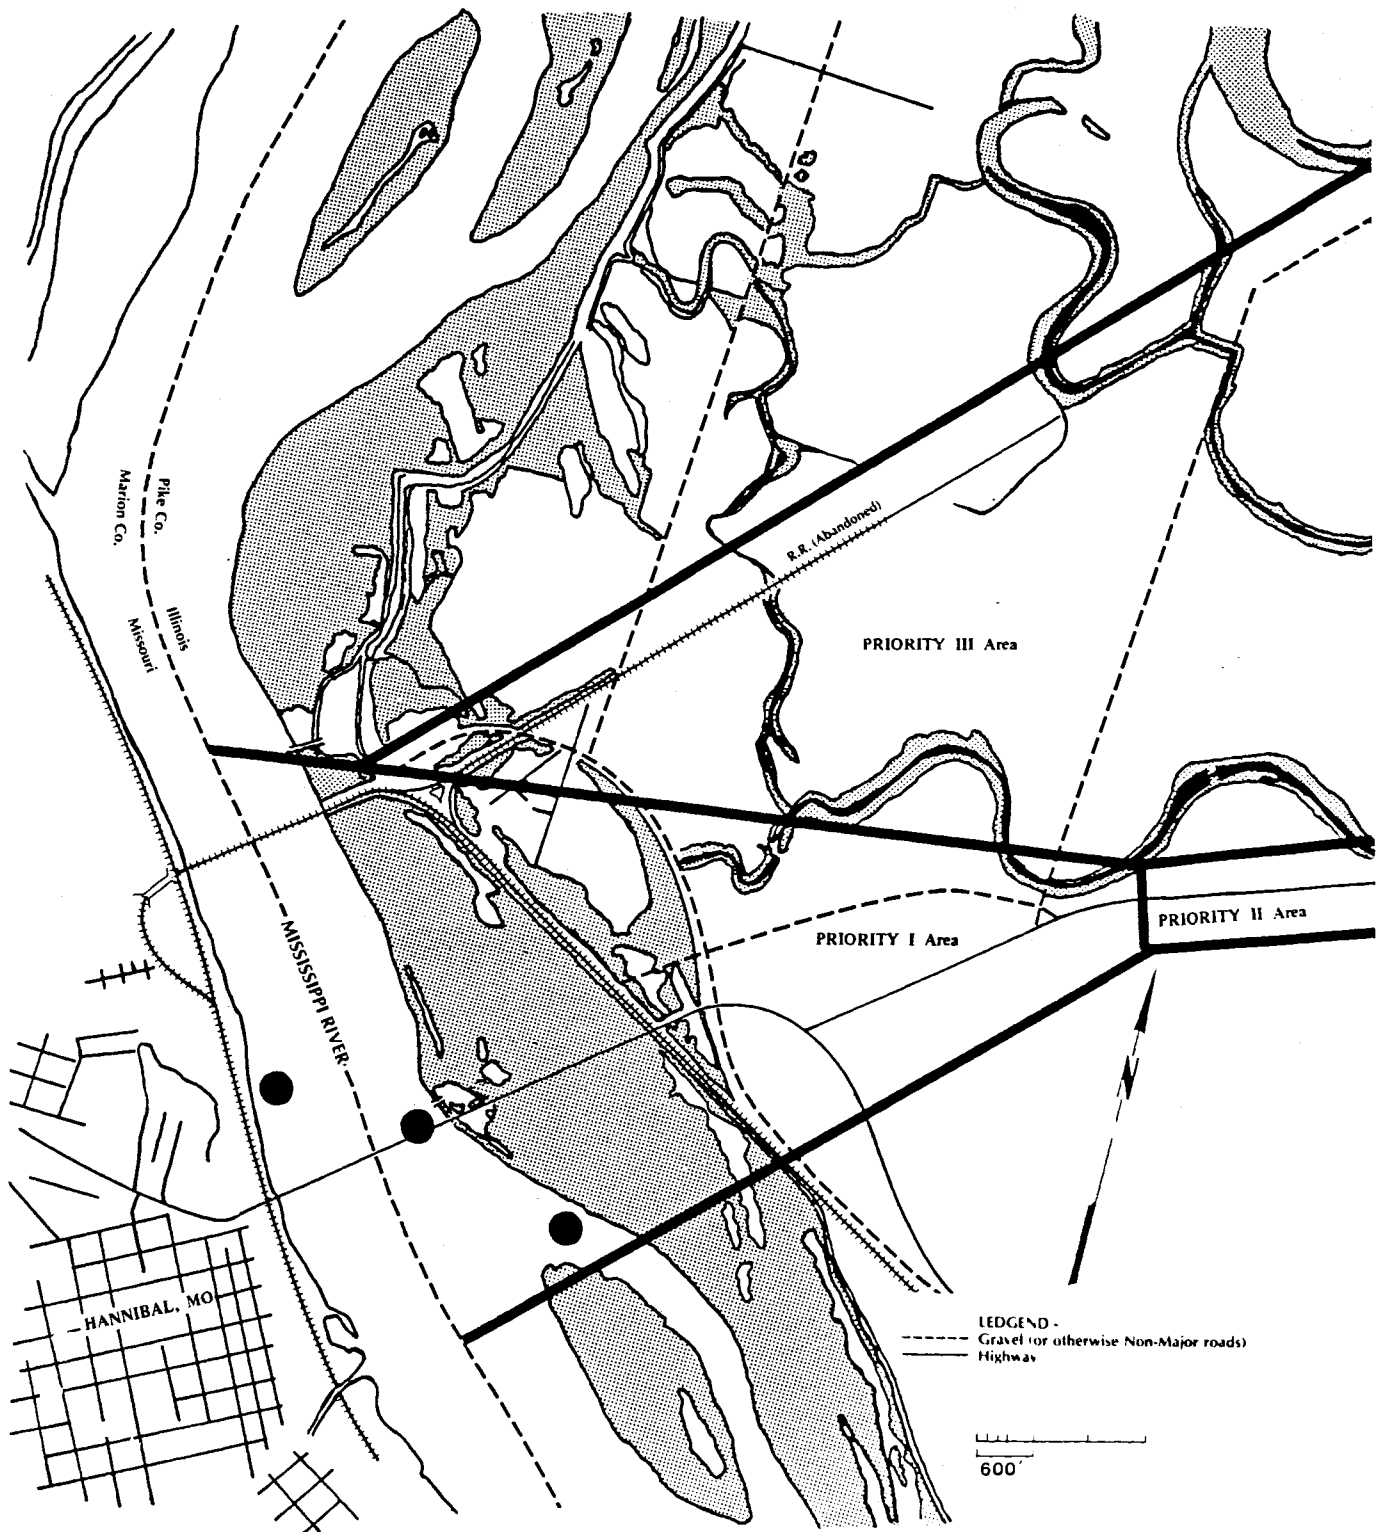 Pike Co.
Marion Co.
Illinois
Missouri
R.R. (Abandoned)
PRIORITY III Area
PRIORITY II Area
PRIORITY I Area
MISSISSIPPI RIVER
N
HANNIBAL, MO
LEDGEND -
Gravel (or otherwise Non-Major roads)
Highway
600'